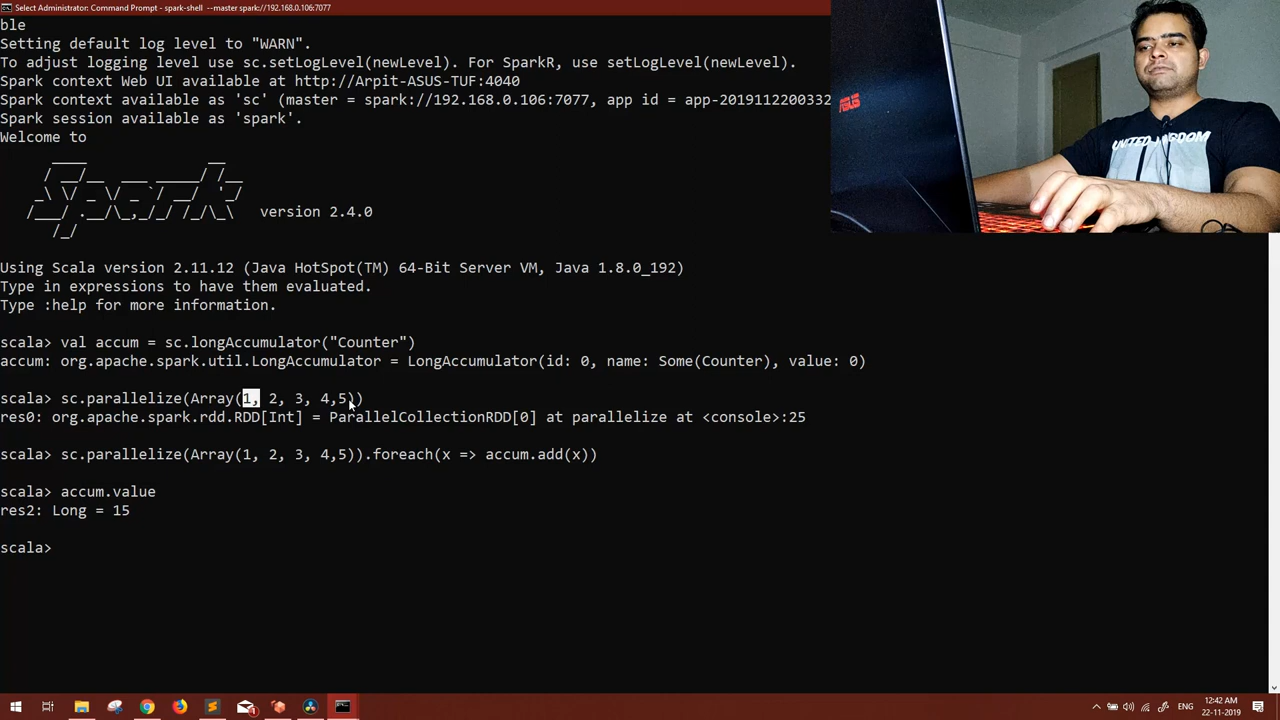 Select Administrator: Command Prompt - spark-shell --master spark://192.168.0.106:7077
ble
Setting default log level to "WARN".
To adjust logging level use sc.setLogLevel(newLevel). For SparkR, use setLogLevel(newLevel).
Spark context Web UI available at http://Arpit-ASUS-TUF:4040
Spark context available as 'sc' (master = spark://192.168.0.106:7077, app id = app-2019112200332
Spark session available as 'spark'.
Welcome to
version 2.4.0
Using Scala version 2.11.12 (Java HotSpot(TM) 64-Bit Server VM, Java 1.8.0_192)
Type in expressions to have them evaluated.
Type :help for more information.
scala> val accum = sc.longAccumulator("Counter")
accum: org.apache.spark.util.LongAccumulator = LongAccumulator(id: 0, name: Some(Counter), value: 0)
scala> sc.parallelize(Array(1, 2, 3, 4,5))
res0: org.apache.spark.rdd.RDD[Int] = ParallelCollectionRDD[0] at parallelize at <console>:25
scala> sc.parallelize(Array(1, 2, 3, 4,5)).foreach(x => accum.add(x))
scala> accum.value
res2: Long = 15
scala>
ASUS
UNITED KINGDOM
ENG
12:42 AM
22-11-2019